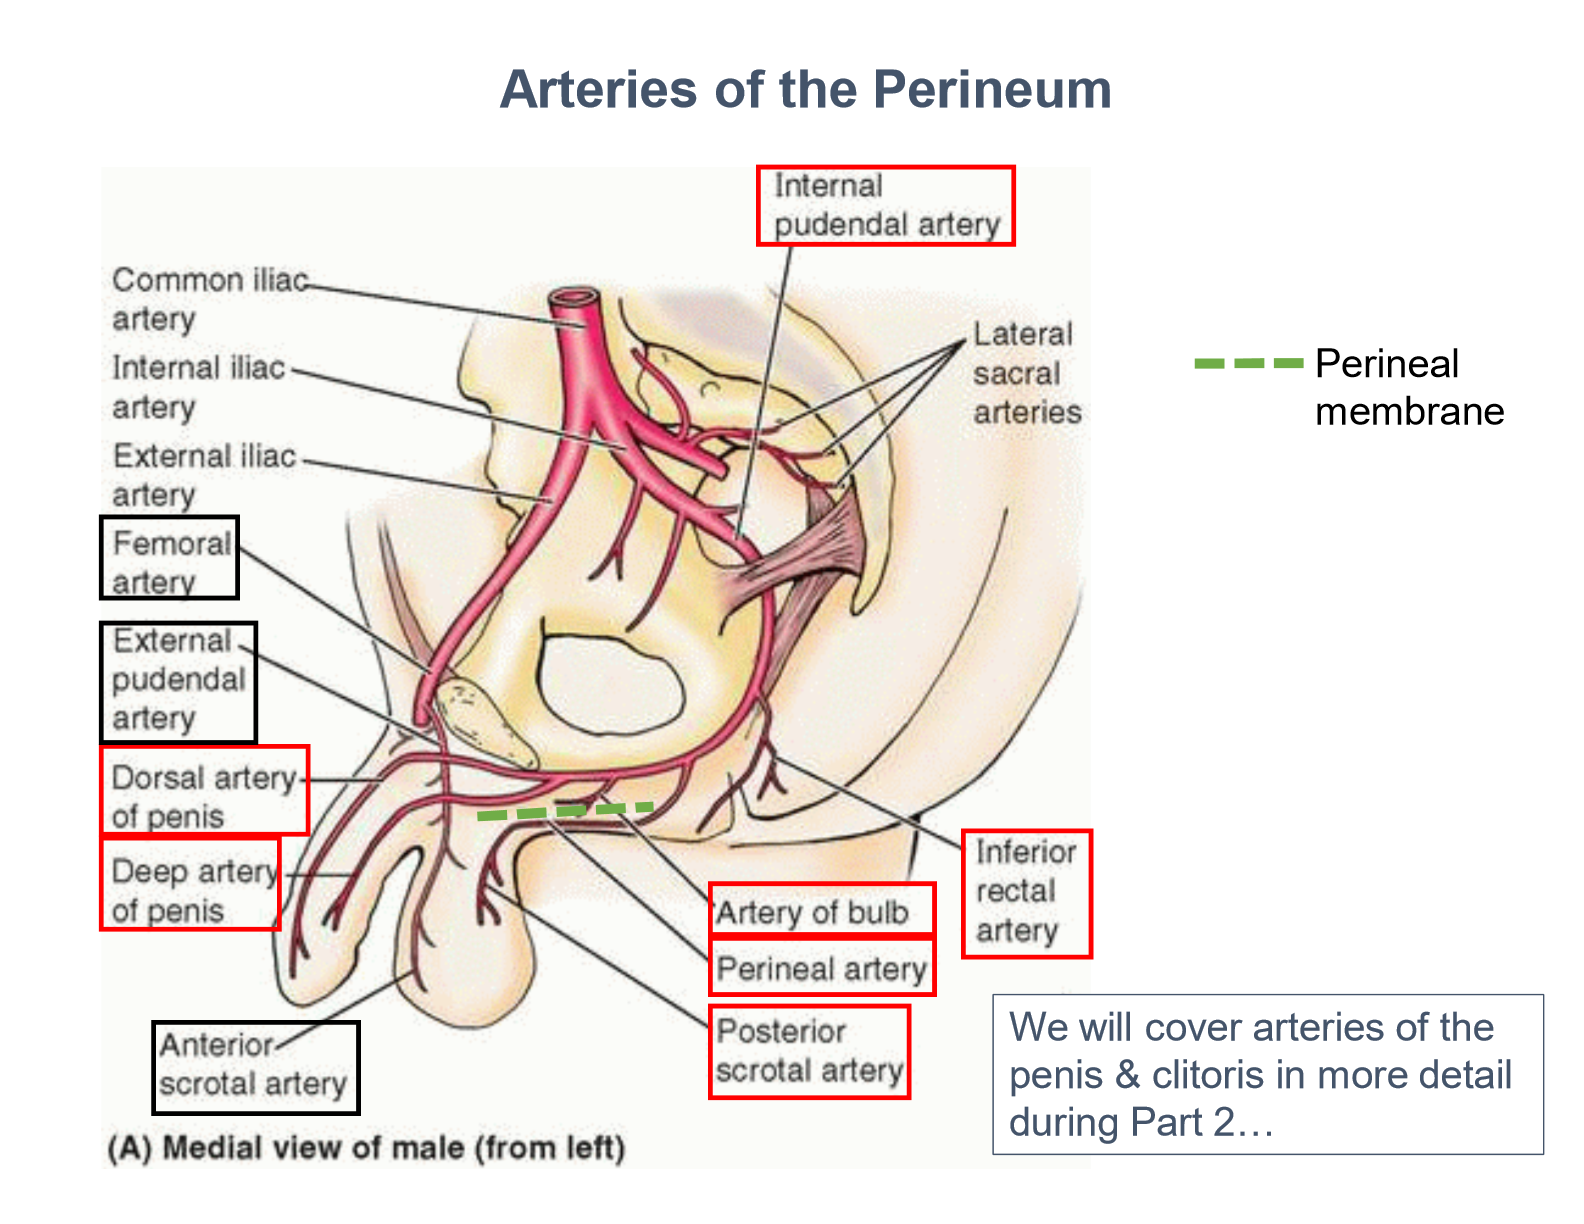 Arteries of the Perineum
Internal
pudendal artery
Common iliac
artery
Internal iliac
artery
External iliac
artery
Femoral
artery
External
pudendal
artery
Dorsal artery
of penis
Deep artery
of penis
Anterior
scrotal artery
Lateral
sacral
arteries
Inferior
rectal
artery
Artery of bulb
Perineal artery
Posterior
scrotal artery
(A) Medial view of male (from left)
Perineal
membrane
We will cover arteries of the
penis & clitoris in more detail
during Part 2…